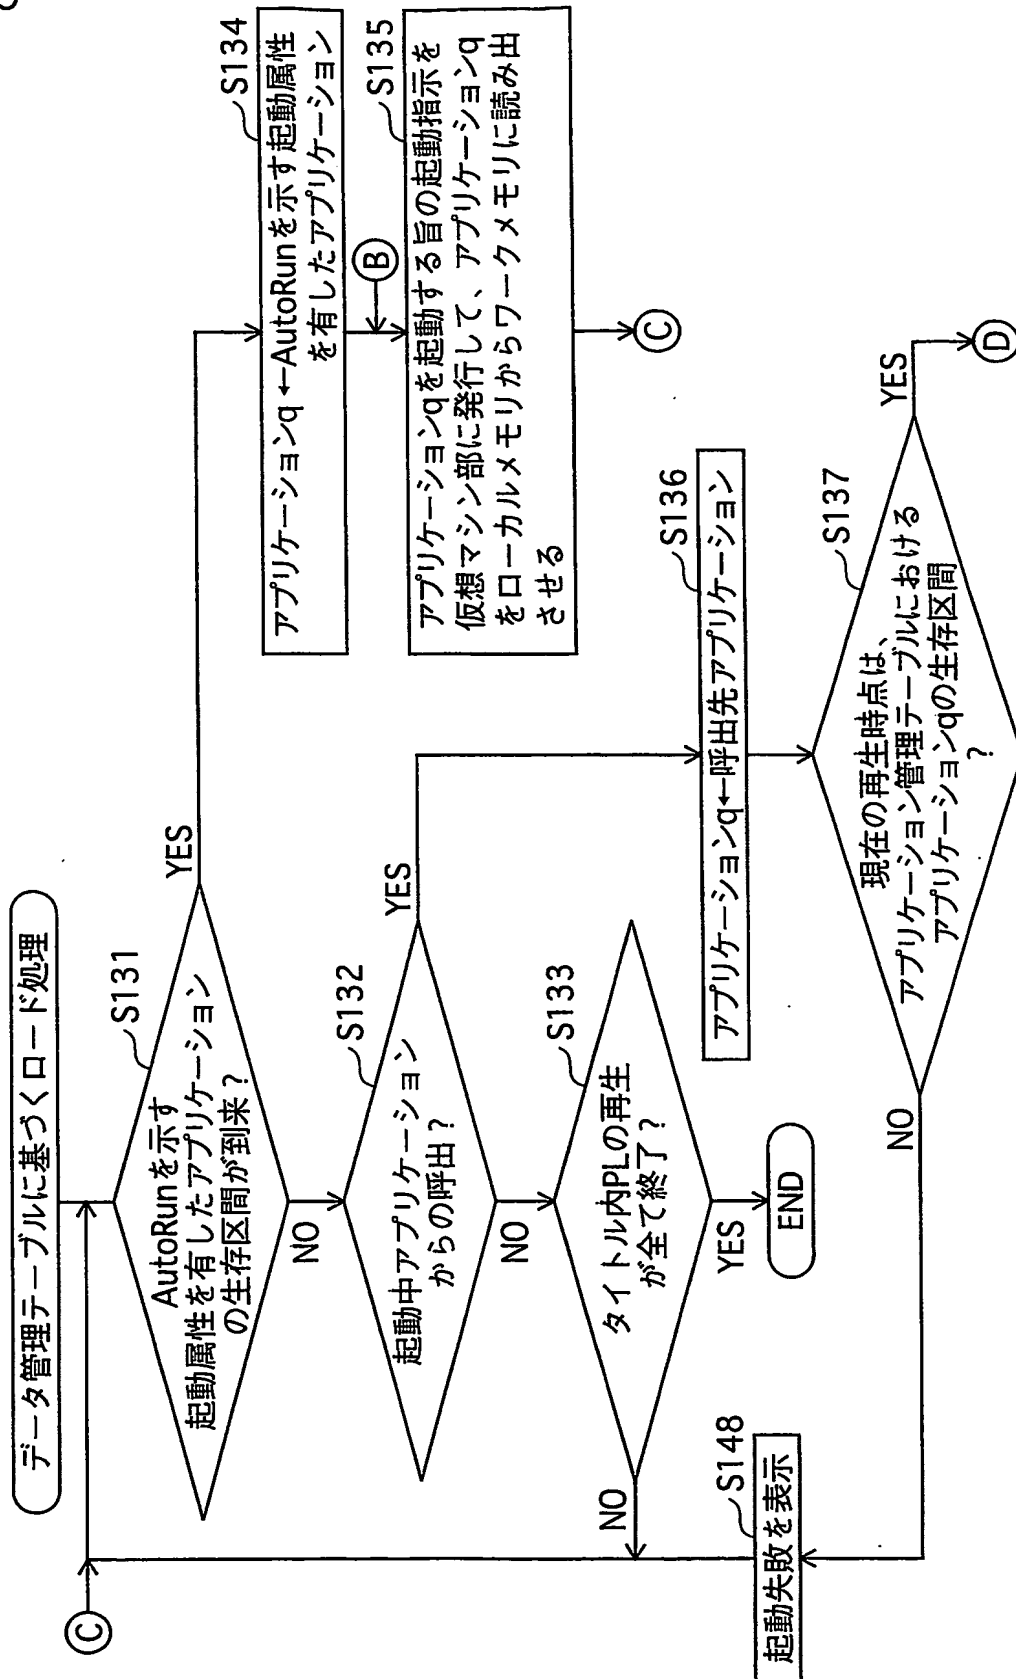 データ管理テーブルに基づくロード処理
S131
AutoRunを示す
起動属性を有したアプリケーション
の生存区間が到来?
YES
NO
S132
起動中アプリケーション
からの呼出?
YES
NO
S133
タイトル内PLの再生
が全て終了?
YES
NO
END
S134
アプリケーションq←AutoRunを示す起動属性
を有したアプリケーション
B
S135
アプリケーションqを起動する旨の起動指示を
仮想マシン部に発行して、アプリケーションq
をローカルメモリからワークメモリに読み出
させる
C
S136
アプリケーションq←呼出先アプリケーション
S137
現在の再生時点は、
アプリケーション管理テーブルにおける
アプリケーションqの生存区間
?
YES
D
NO
S148
起動失敗を表示
C